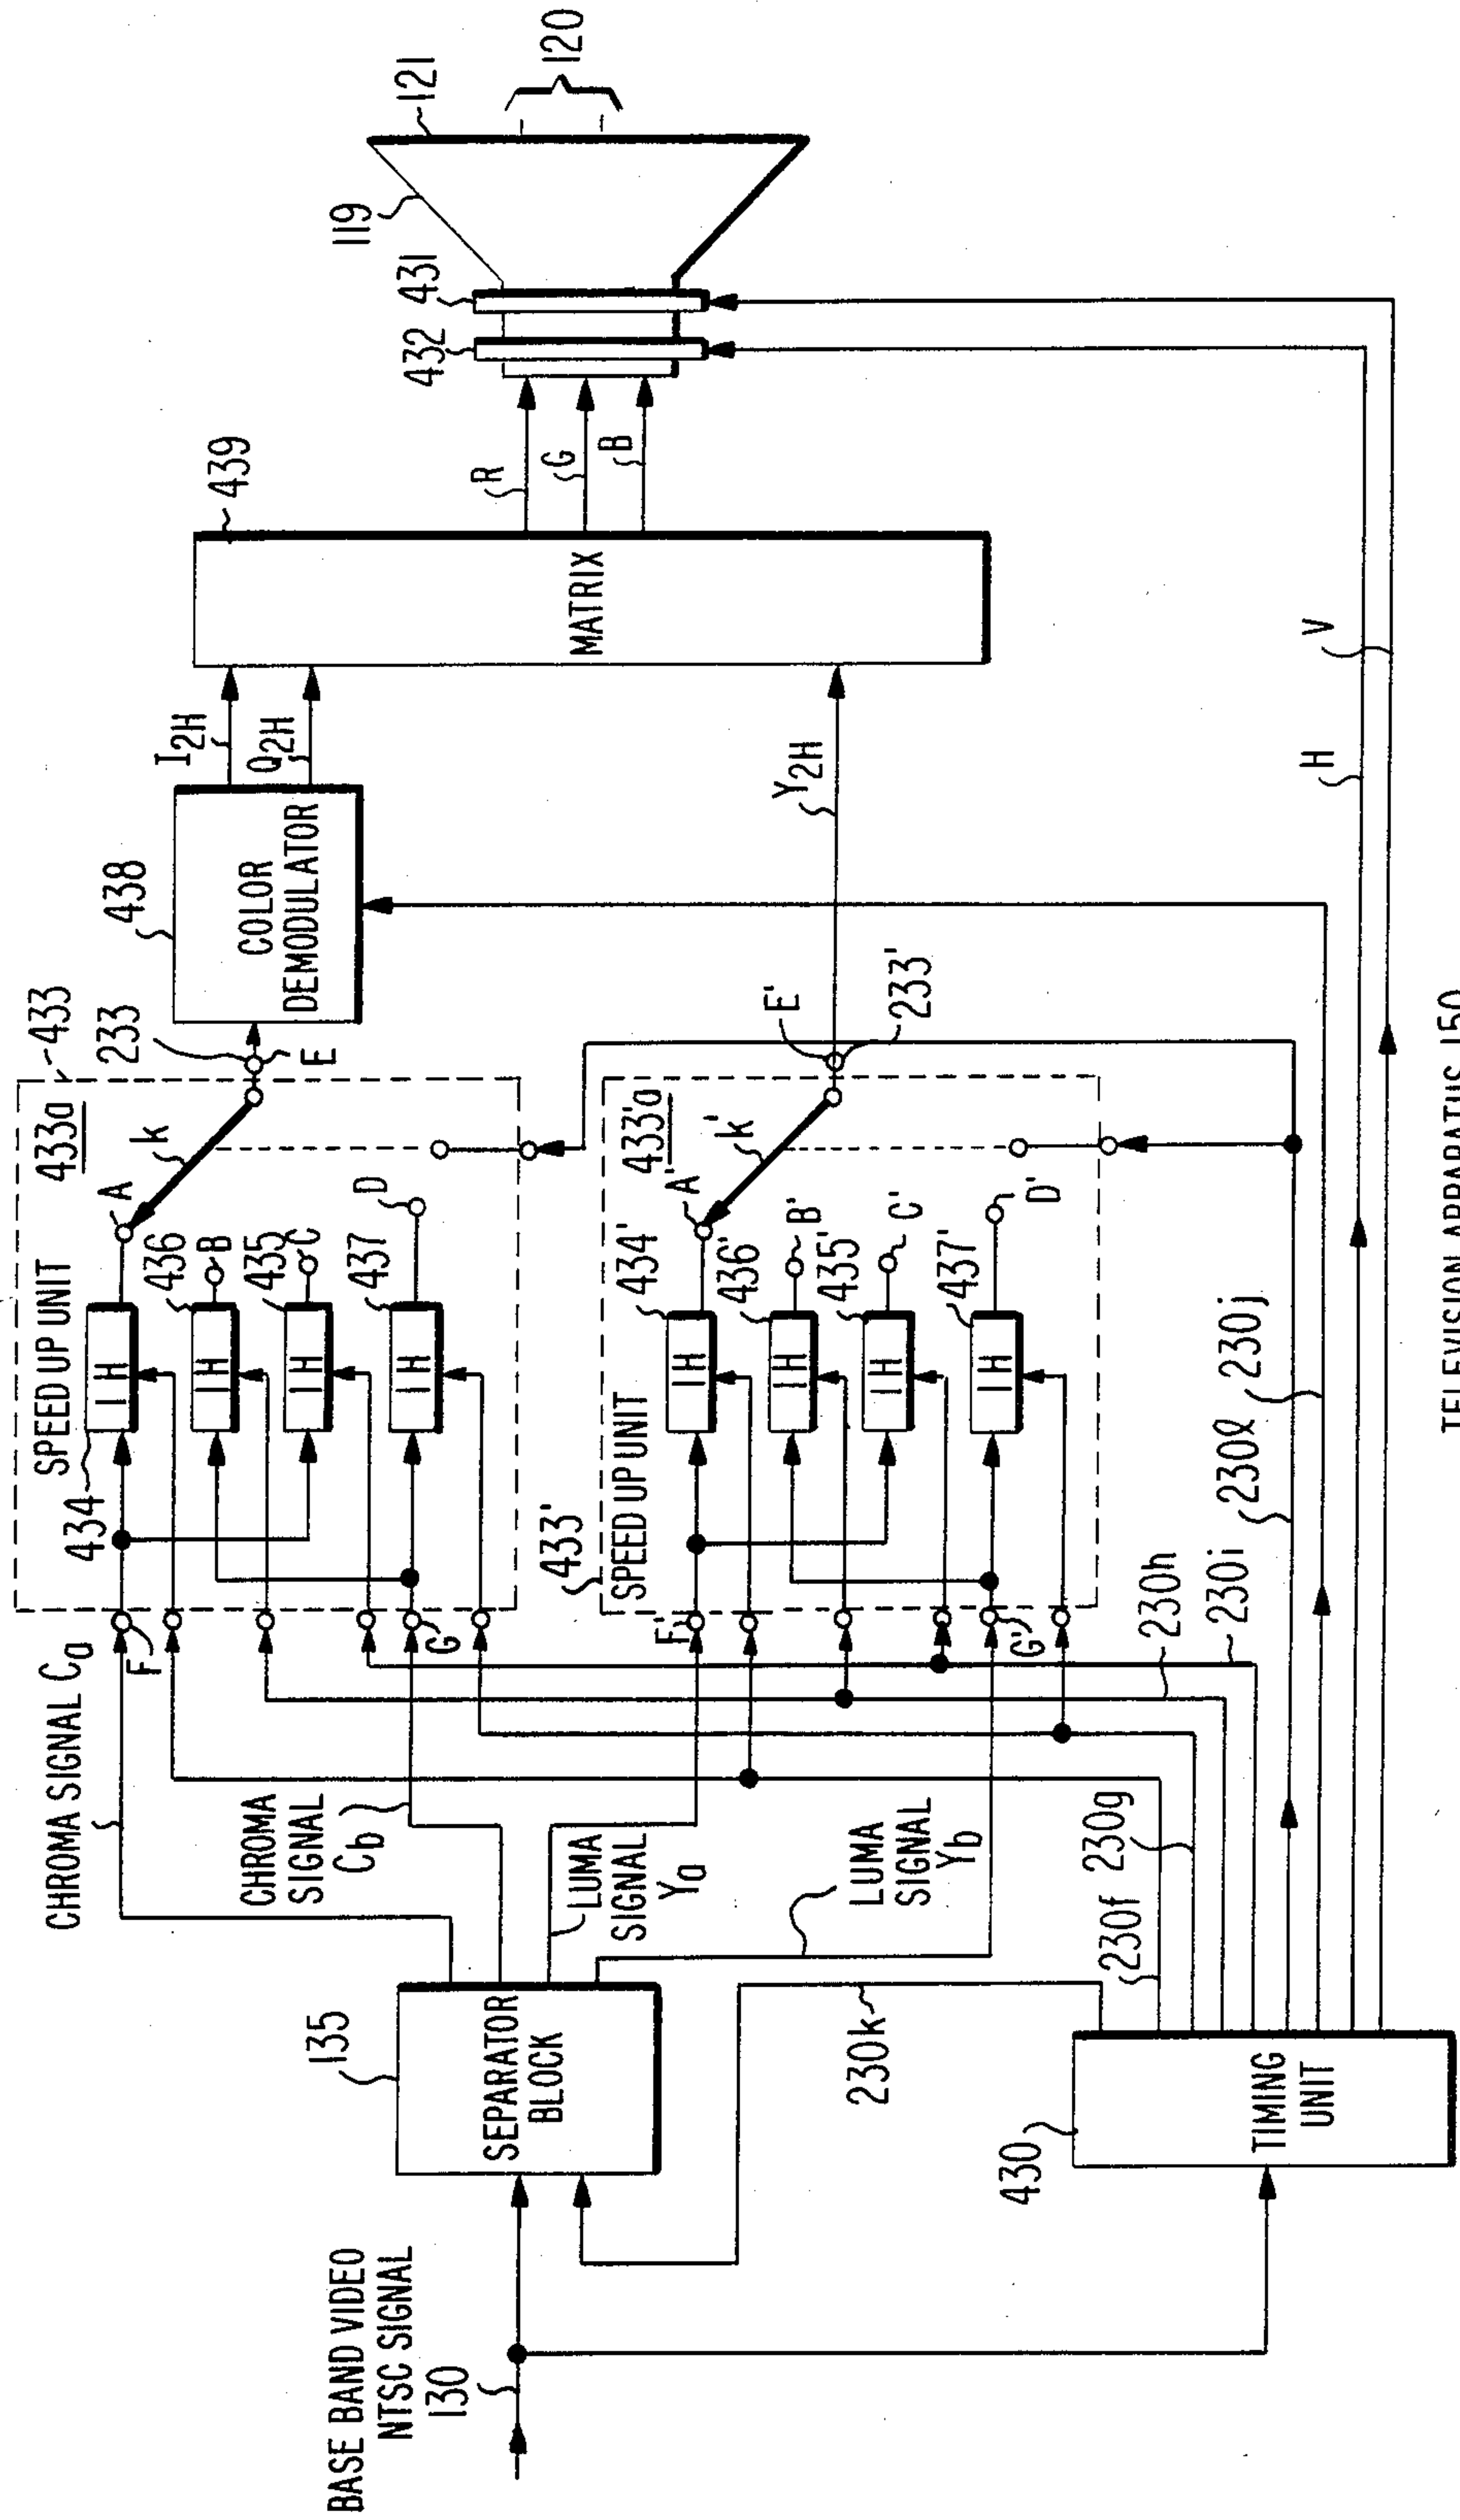 BASE BAND VIDEO
NTSC SIGNAL
130
135
SEPARATOR
BLOCK
430
TIMING
UNIT
230k
CHROMA SIGNAL Ca
CHROMA
SIGNAL
Cb
LUMA
SIGNAL
Ya
LUMA
SIGNAL
Yb
230f
230g
230h
230i
230l
230j
F
G
F'
G'
433
SPEED UP UNIT
433a
434
1H
436
1H
435
1H
437
1H
A
B
C
D
k
E
233
433'
SPEED UP UNIT
433'a
434'
1H
436'
1H
435'
1H
437'
1H
A'
B'
C'
D'
k'
E'
233'
438
COLOR
DEMODULATOR
I2H
Q2H
Y2H
439
MATRIX
R
G
B
H
V
432
431
119
121
120
TELEVISION APPARATUS 150